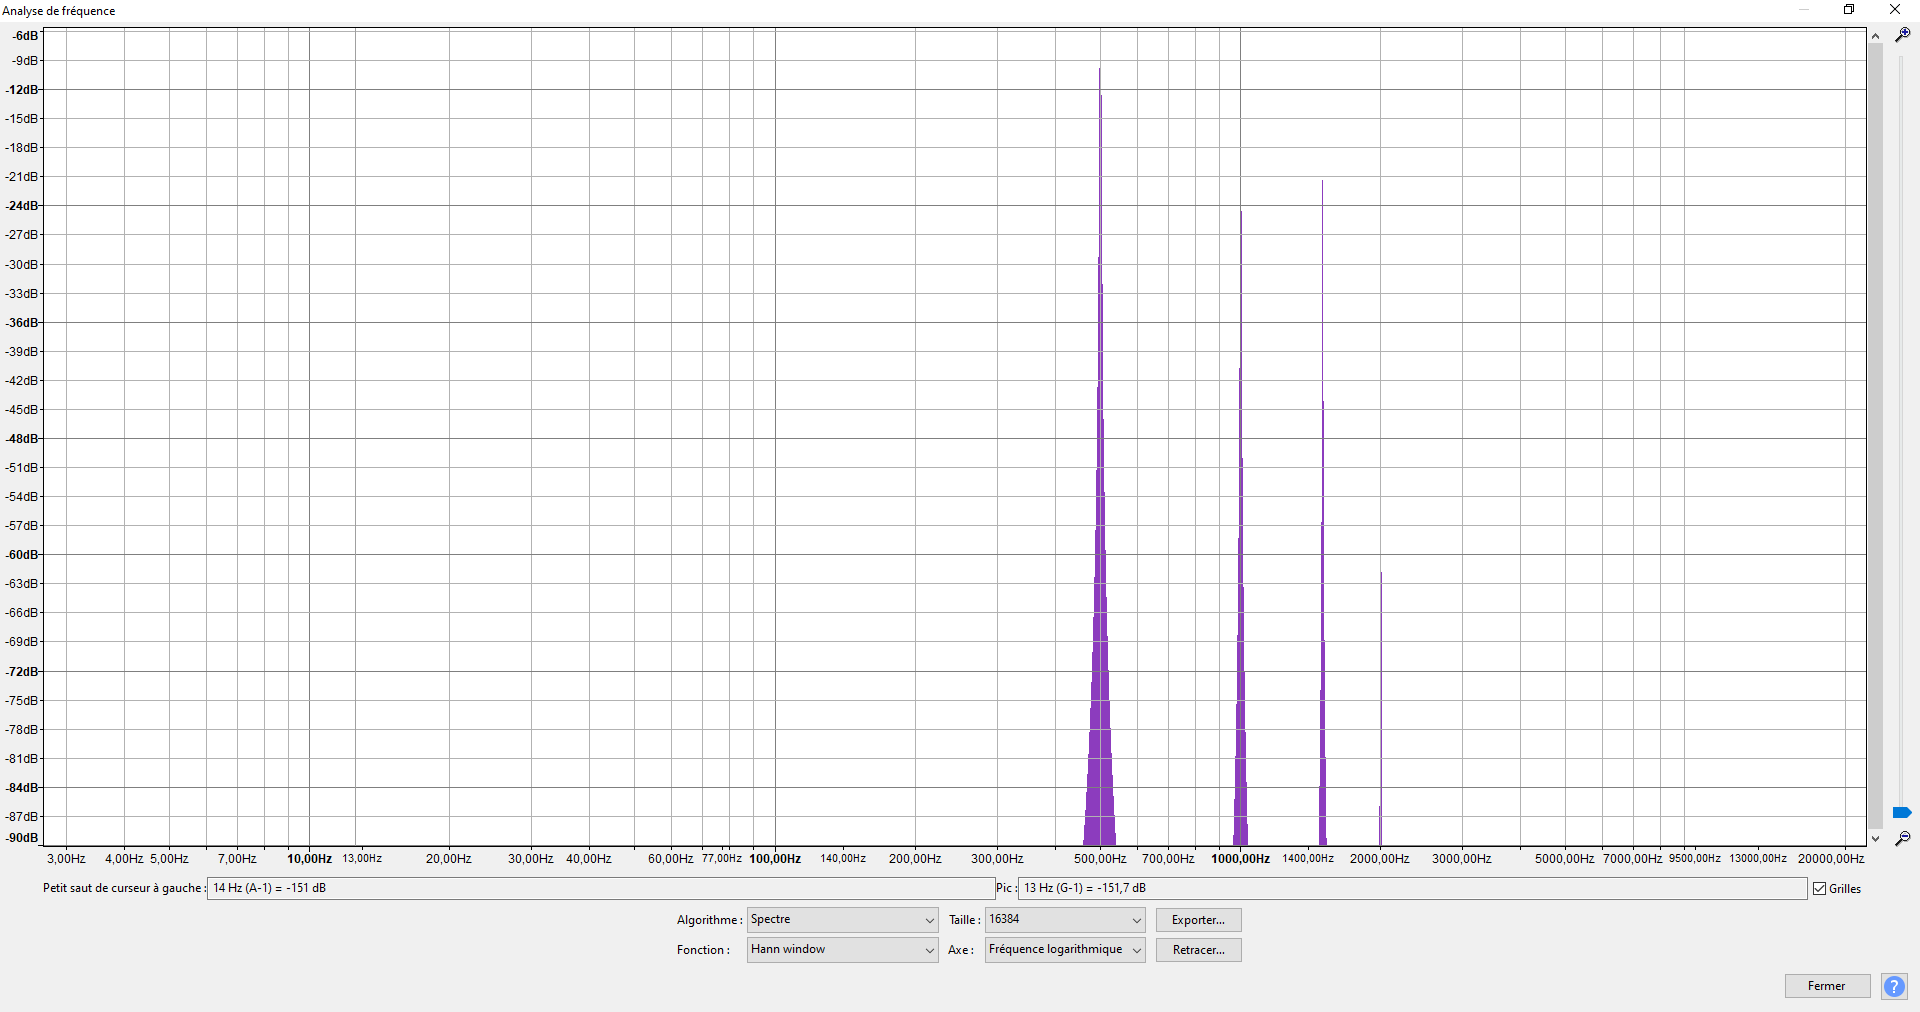 Analyse de fréquence
-6dB
-9dB
-12dB
-15dB
-18dB
-21dB
-24dB
-27dB
-30dB
-33dB
-36dB
-39dB
-42dB
-45dB
-48dB
-51dB
-54dB
-57dB
-60dB
-63dB
-66dB
-69dB
-72dB
-75dB
-78dB
-81dB
-84dB
-87dB
-90dB
3,00Hz 4,00Hz 5,00Hz 7,00Hz 10,00Hz 13,00Hz 20,00Hz 30,00Hz 40,00Hz 60,00Hz 77,00Hz 100,00Hz 140,00Hz 200,00Hz 300,00Hz 500,00Hz 700,00Hz 1000,00Hz 1400,00Hz 2000,00Hz 3000,00Hz 5000,00Hz 7000,00Hz 9500,00Hz 13000,00Hz 20000,00Hz
Petit saut de curseur à gauche : 14 Hz (A-1) = -151 dB Pic : 13 Hz (G-1) = -151,7 dB Grilles
Algorithme : Spectre Taille : 16384 Exporter...
Fonction : Hann window Axe : Fréquence logarithmique Retracer...
Fermer ?